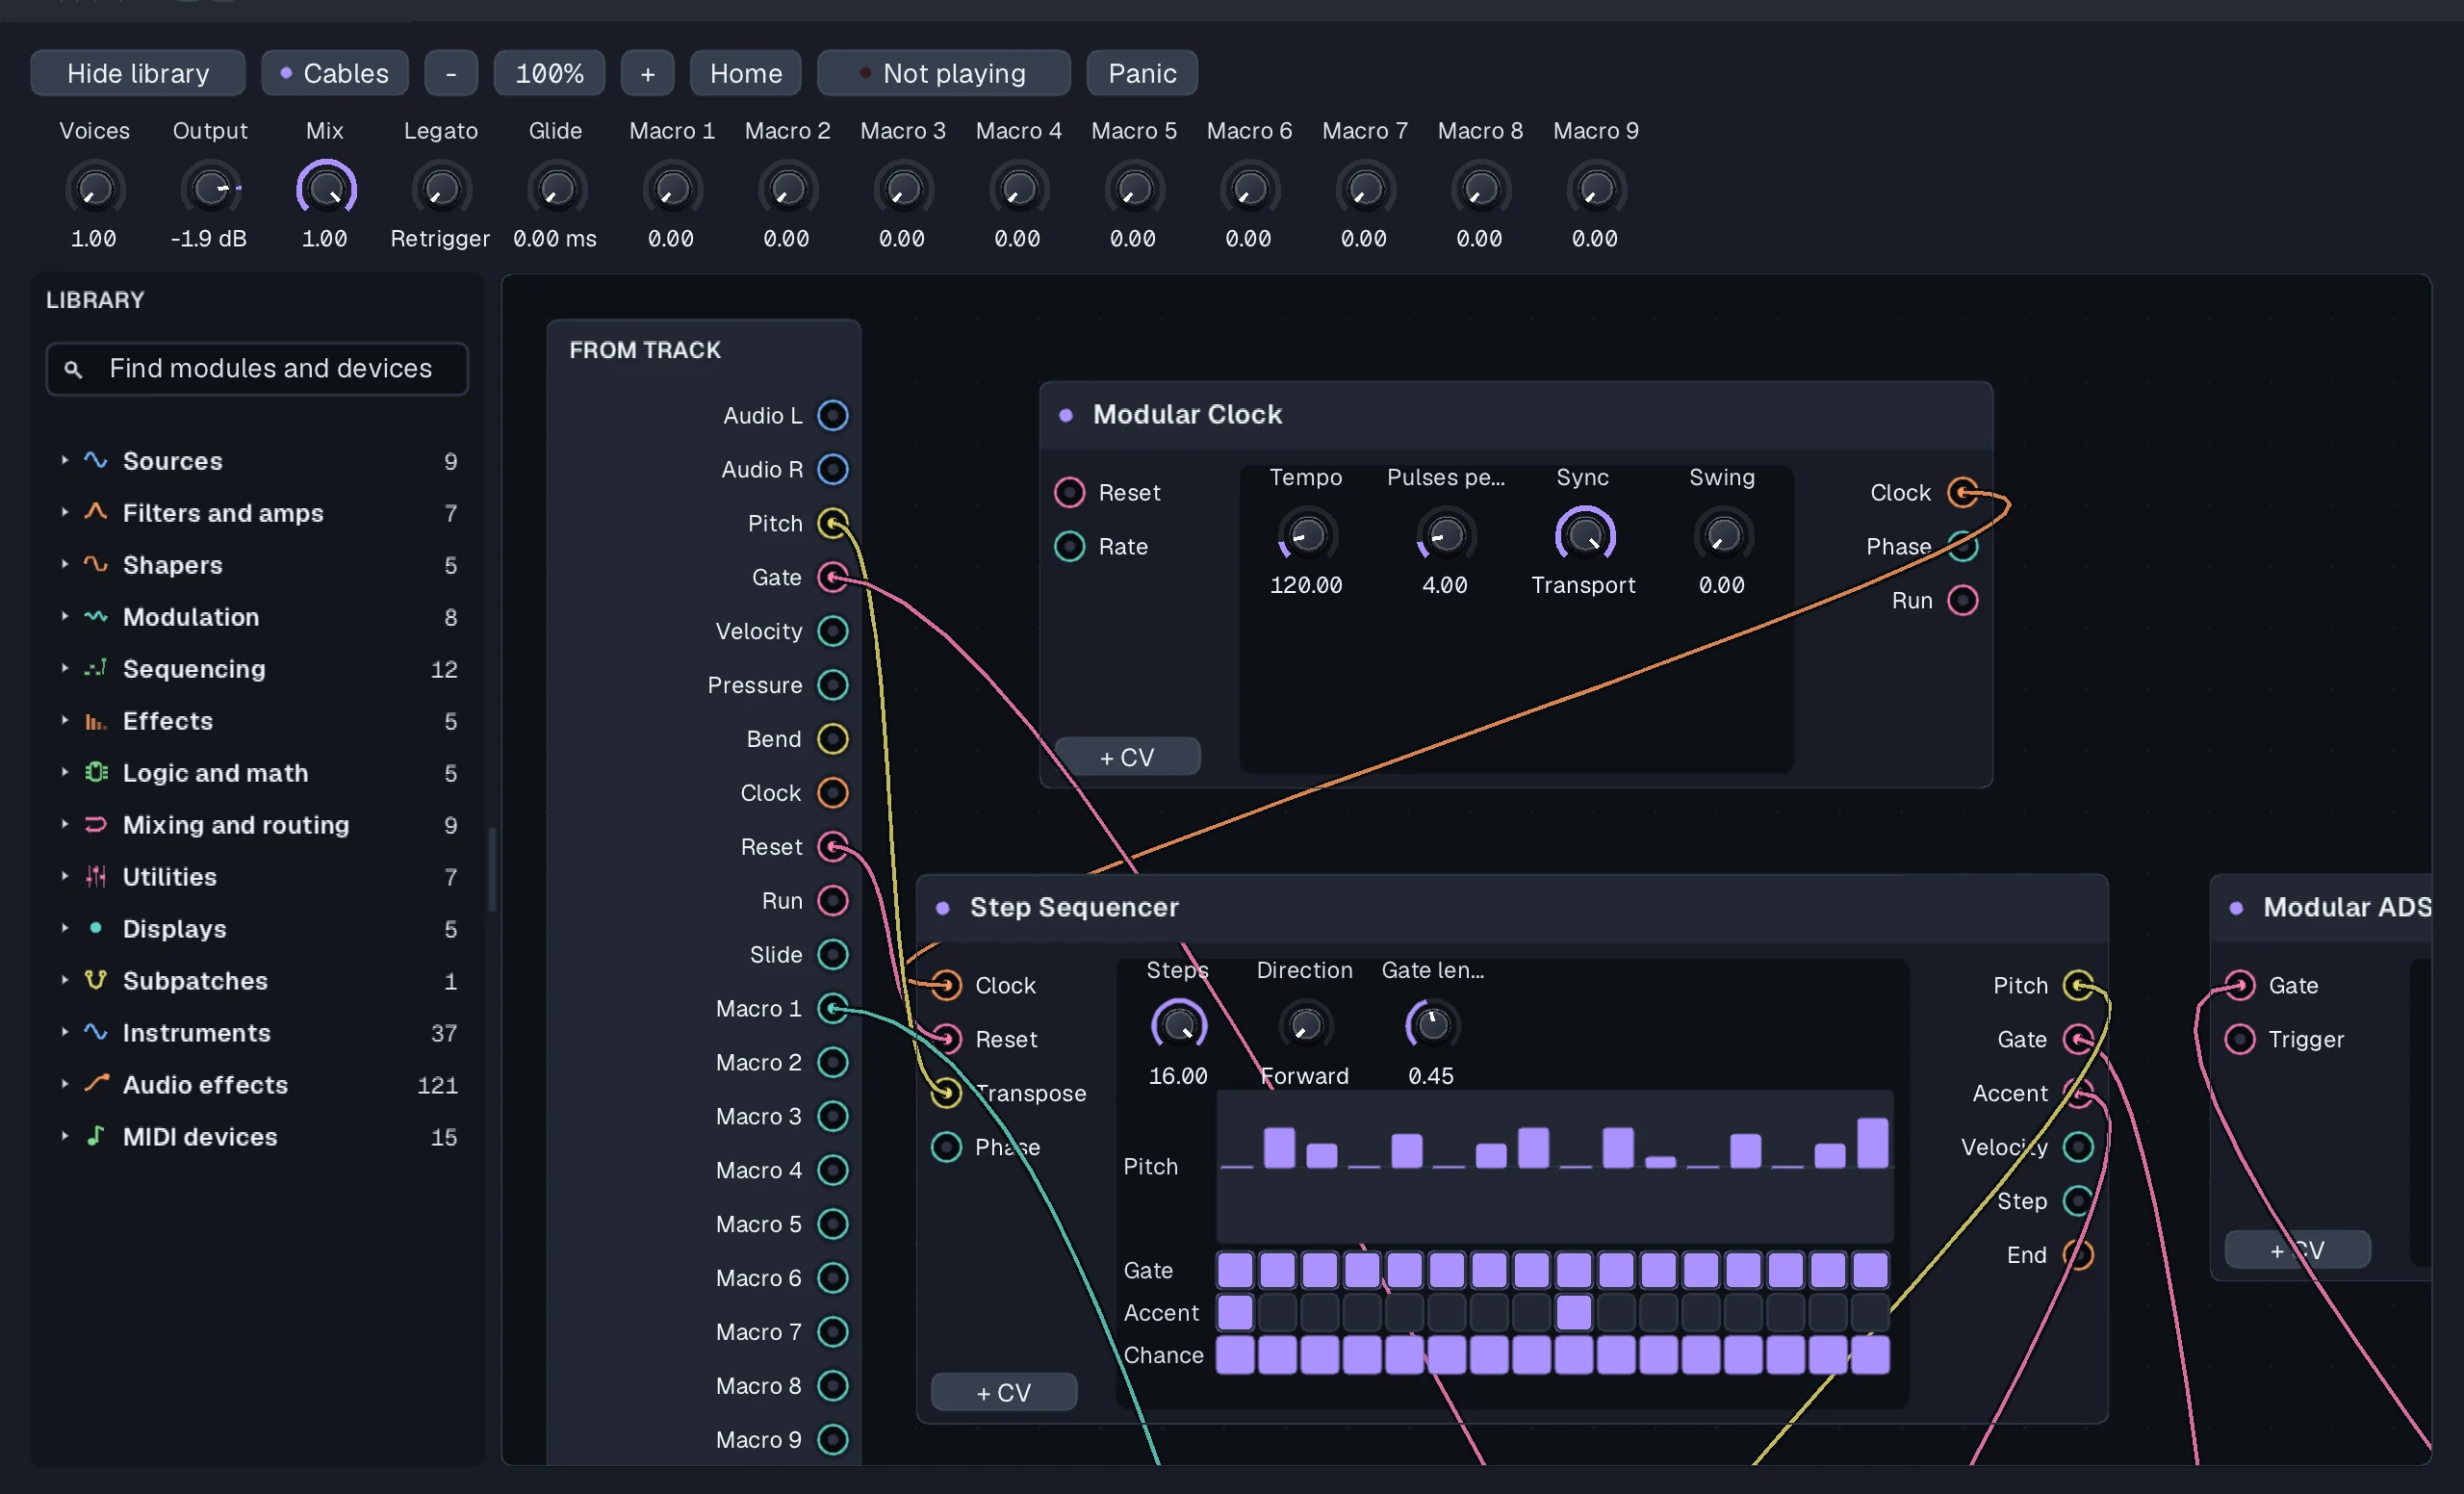 Hide library
Cables
-
100%
+
Home
Not playing
Panic
Voices Output Mix Legato Glide Macro 1 Macro 2 Macro 3 Macro 4 Macro 5 Macro 6 Macro 7 Macro 8 Macro 9
1.00 -1.9 dB 1.00 Retrigger 0.00 ms 0.00 0.00 0.00 0.00 0.00 0.00 0.00 0.00 0.00
LIBRARY
Find modules and devices
Sources 9
Filters and amps 7
Shapers 5
Modulation 8
Sequencing 12
Effects 5
Logic and math 5
Mixing and routing 9
Utilities 7
Displays 5
Subpatches 1
Instruments 37
Audio effects 121
MIDI devices 15
FROM TRACK
Audio L
Audio R
Pitch
Gate
Velocity
Pressure
Bend
Clock
Reset
Run
Slide
Macro 1
Macro 2
Macro 3
Macro 4
Macro 5
Macro 6
Macro 7
Macro 8
Macro 9
Modular Clock
Reset
Rate
+ CV
Tempo Pulses pe... Sync Swing
120.00 4.00 Transport 0.00
Clock
Phase
Run
Step Sequencer
Clock
Reset
Transpose
Phase
+ CV
Steps Direction Gate len...
16.00 Forward 0.45
Pitch
Gate
Accent
Chance
Pitch
Gate
Accent
Velocity
Step
End
Modular ADS
Gate
Trigger
+ CV